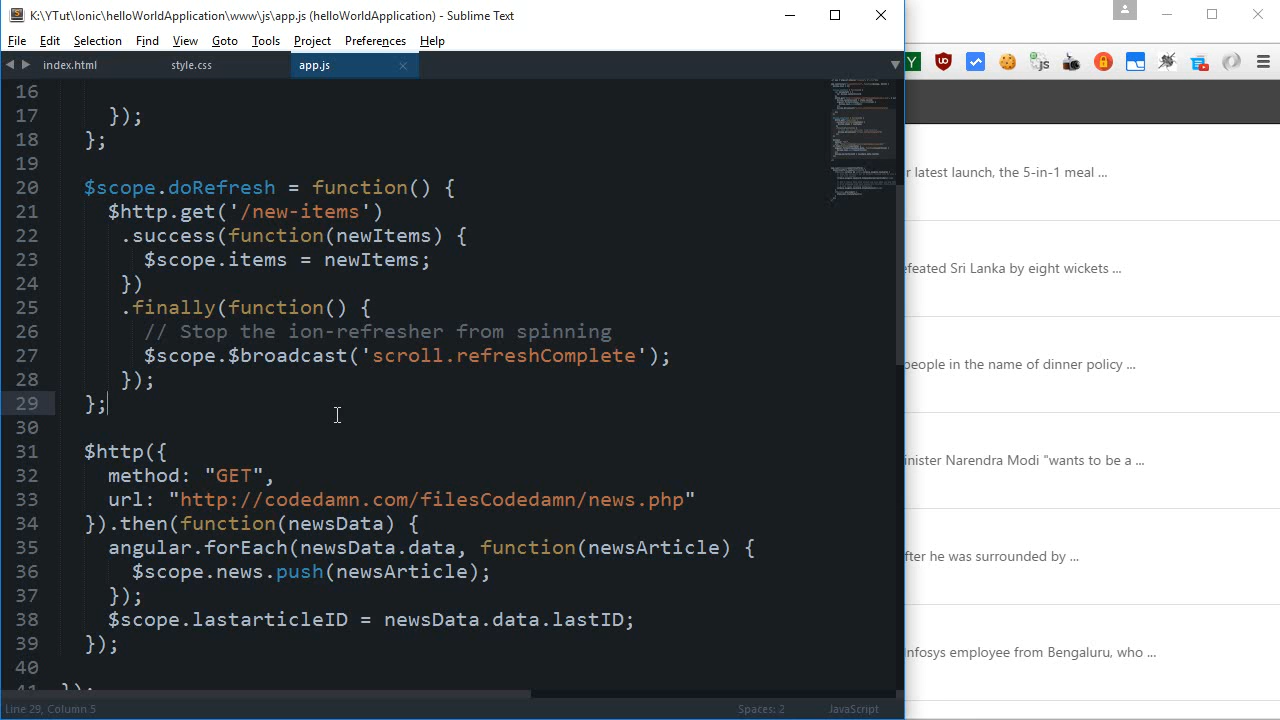 K:\YTut\Ionic\helloWorldApplication\www\js\app.js (helloWorldApplication) - Sublime Text
File Edit Selection Find View Goto Tools Project Preferences Help
index.html style.css app.js
16
17 });
18 };
19
20 $scope.doRefresh = function() {
21 $http.get('/new-items')
22 .success(function(newItems) {
23 $scope.items = newItems;
24 })
25 .finally(function() {
26 // Stop the ion-refresher from spinning
27 $scope.$broadcast('scroll.refreshComplete');
28 });
29 };
30
31 $http({
32 method: "GET",
33 url: "http://codedamn.com/filesCodedamn/news.php"
34 }).then(function(newsData) {
35 angular.forEach(newsData.data, function(newsArticle) {
36 $scope.news.push(newsArticle);
37 });
38 $scope.lastarticleID = newsData.data.lastID;
39 });
40
41 });
Line 29, Column 5 Spaces: 2 JavaScript
r latest launch, the 5-in-1 meal ...
efeated Sri Lanka by eight wickets ...
people in the name of dinner policy ...
inister Narendra Modi "wants to be a ...
fter he was surrounded by ...
Infosys employee from Bengaluru, who ...